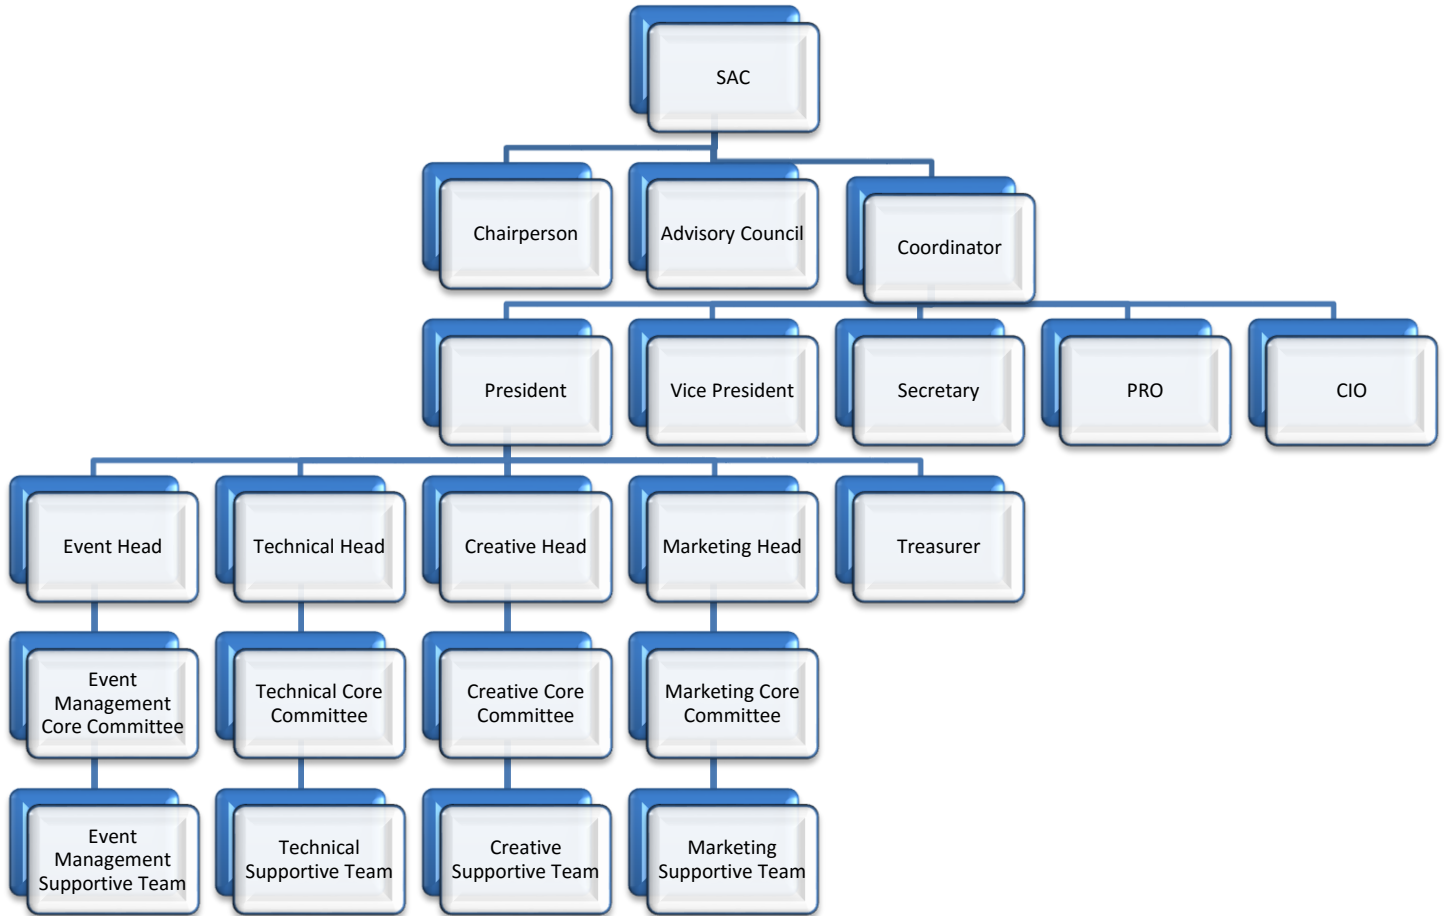 SAC
Chairperson
Advisory Council
Coordinator
President
Vice President
Secretary
PRO
CIO
Event Head
Technical Head
Creative Head
Marketing Head
Treasurer
Event
Management
Core Committee
Technical Core
Committee
Creative Core
Committee
Marketing Core
Committee
Event
Management
Supportive Team
Technical
Supportive Team
Creative
Supportive Team
Marketing
Supportive Team